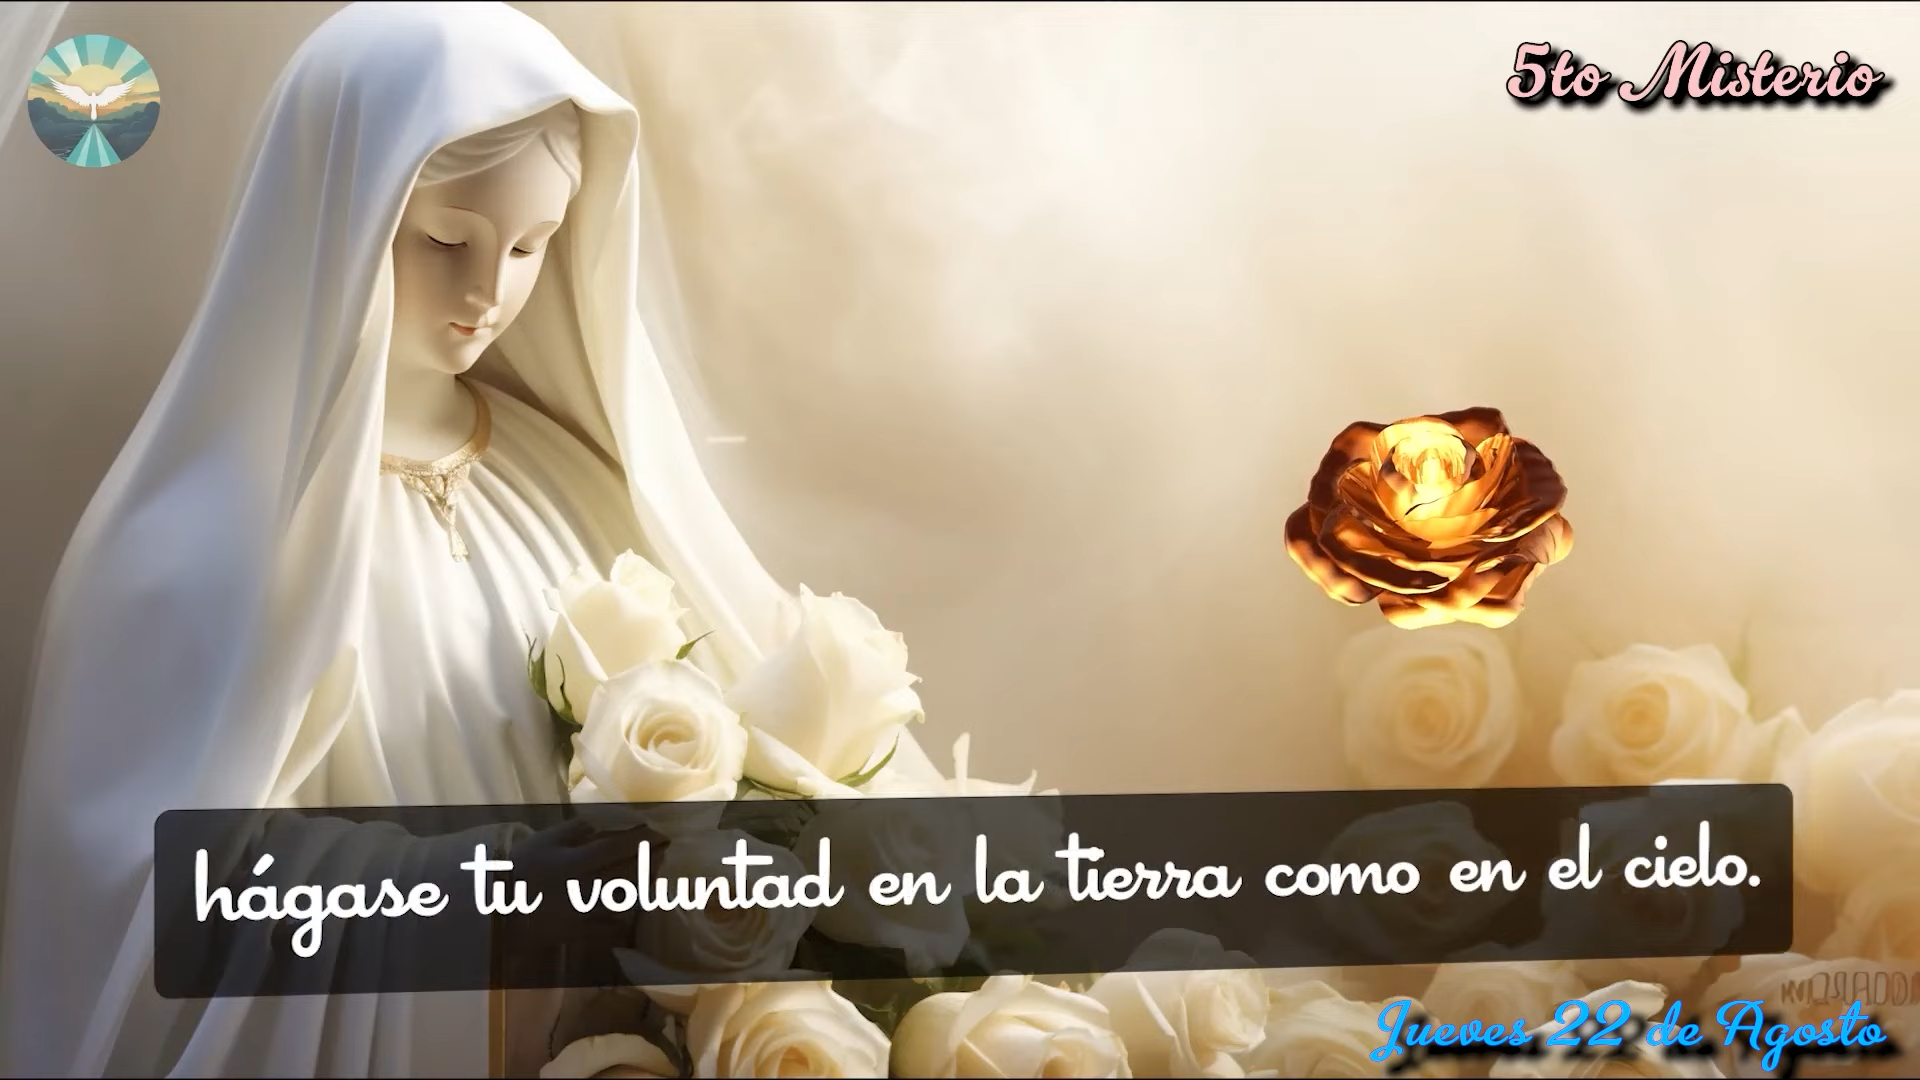 5to Misterio
hágase tu voluntad en la tierra como en el cielo.
Jueves 22 de Agosto